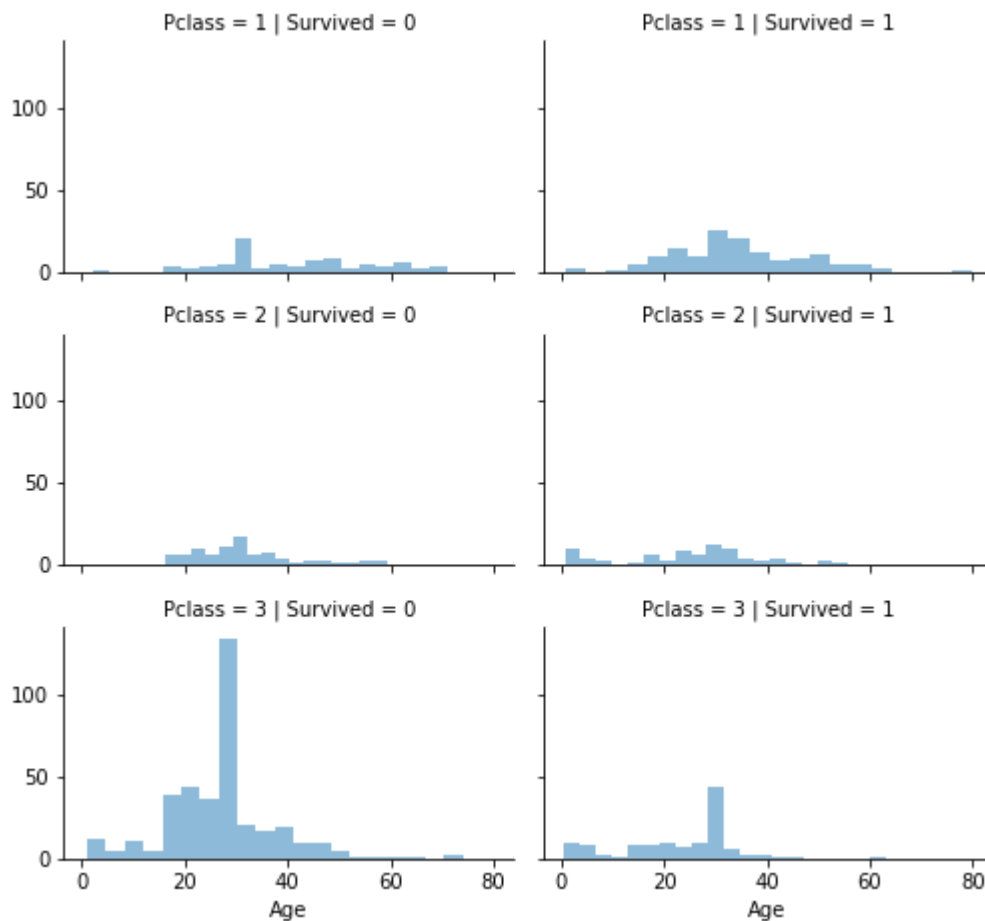 Pclass = 1 | Survived = 0
Pclass = 1 | Survived = 1
100
50
0
Pclass = 2 | Survived = 0
Pclass = 2 | Survived = 1
100
50
0
Pclass = 3 | Survived = 0
Pclass = 3 | Survived = 1
100
50
0
0 20 40 60 80
Age
0 20 40 60 80
Age